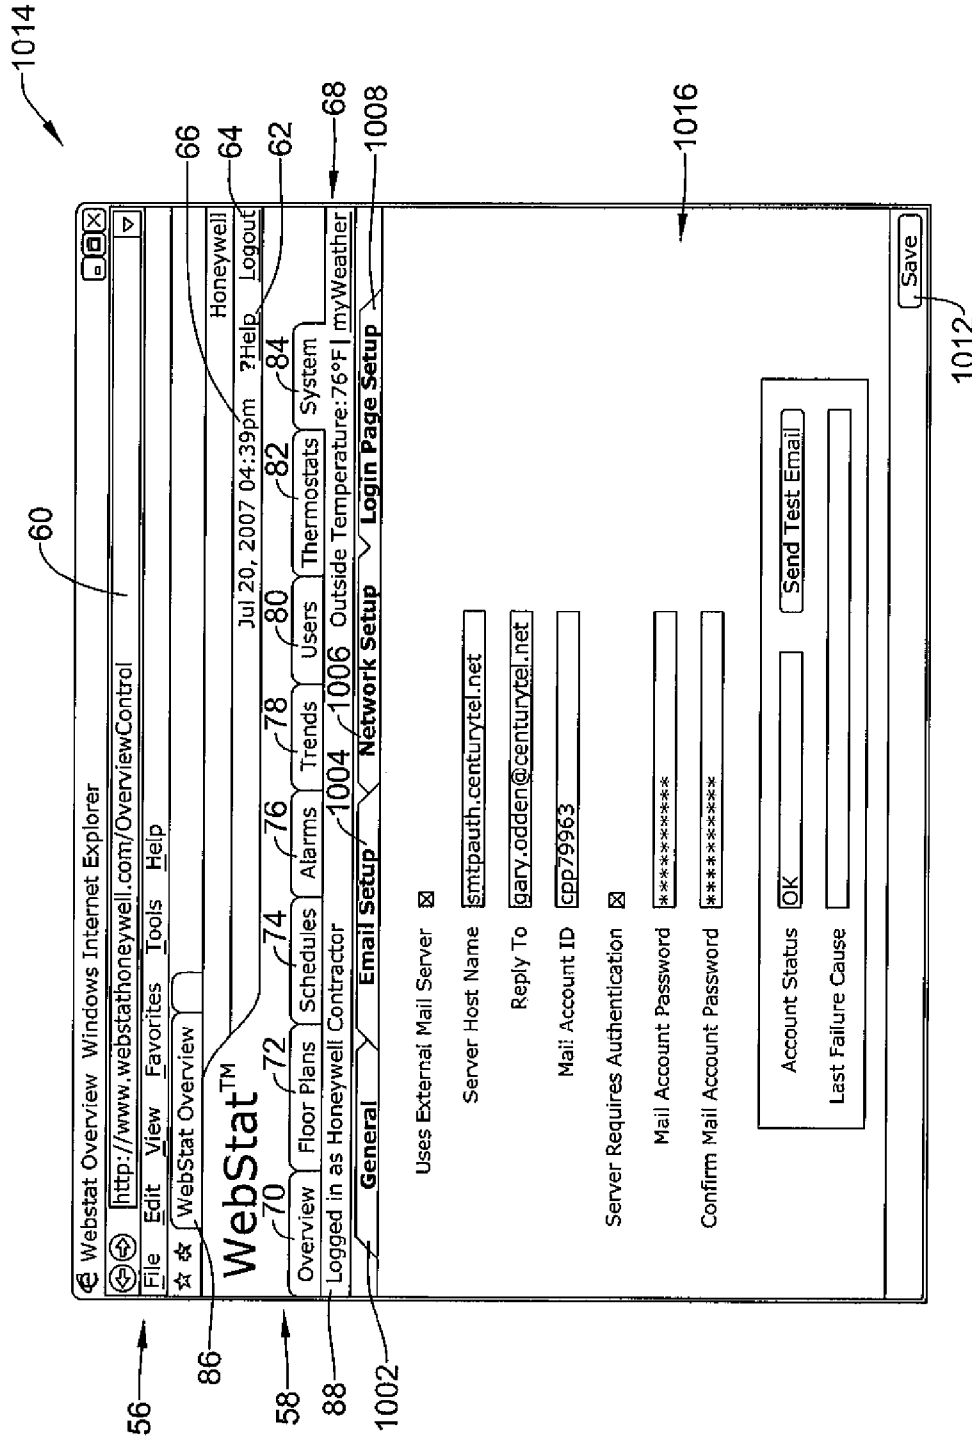 1014
60
Webstat Overview Windows Internet Explorer
http://www.webstathoneywell.com/OverviewControl
56
File Edit View Favorites Tools Help
86
WebStat Overview
Honeywell
66
WebStat™
Jul 20, 2007 04:39pm ?Help Logout
64
62
58
70 72 74 76 78 80 82 84
Overview Floor Plans Schedules Alarms Trends Users Thermostats System
88
Logged in as Honeywell Contractor
Outside Temperature: 76°F | myWeather
68
1002 1004 1006 1008
General Email Setup Network Setup Login Page Setup
Uses External Mail Server
Server Host Name smtpauth.centurytel.net
Reply To gary.odden@centurytel.net
Mail Account ID cpp79963
1016
Server Requires Authentication
Mail Account Password ***********
Confirm Mail Account Password ***********
Account Status OK Send Test Email
Last Failure Cause
Save
1012